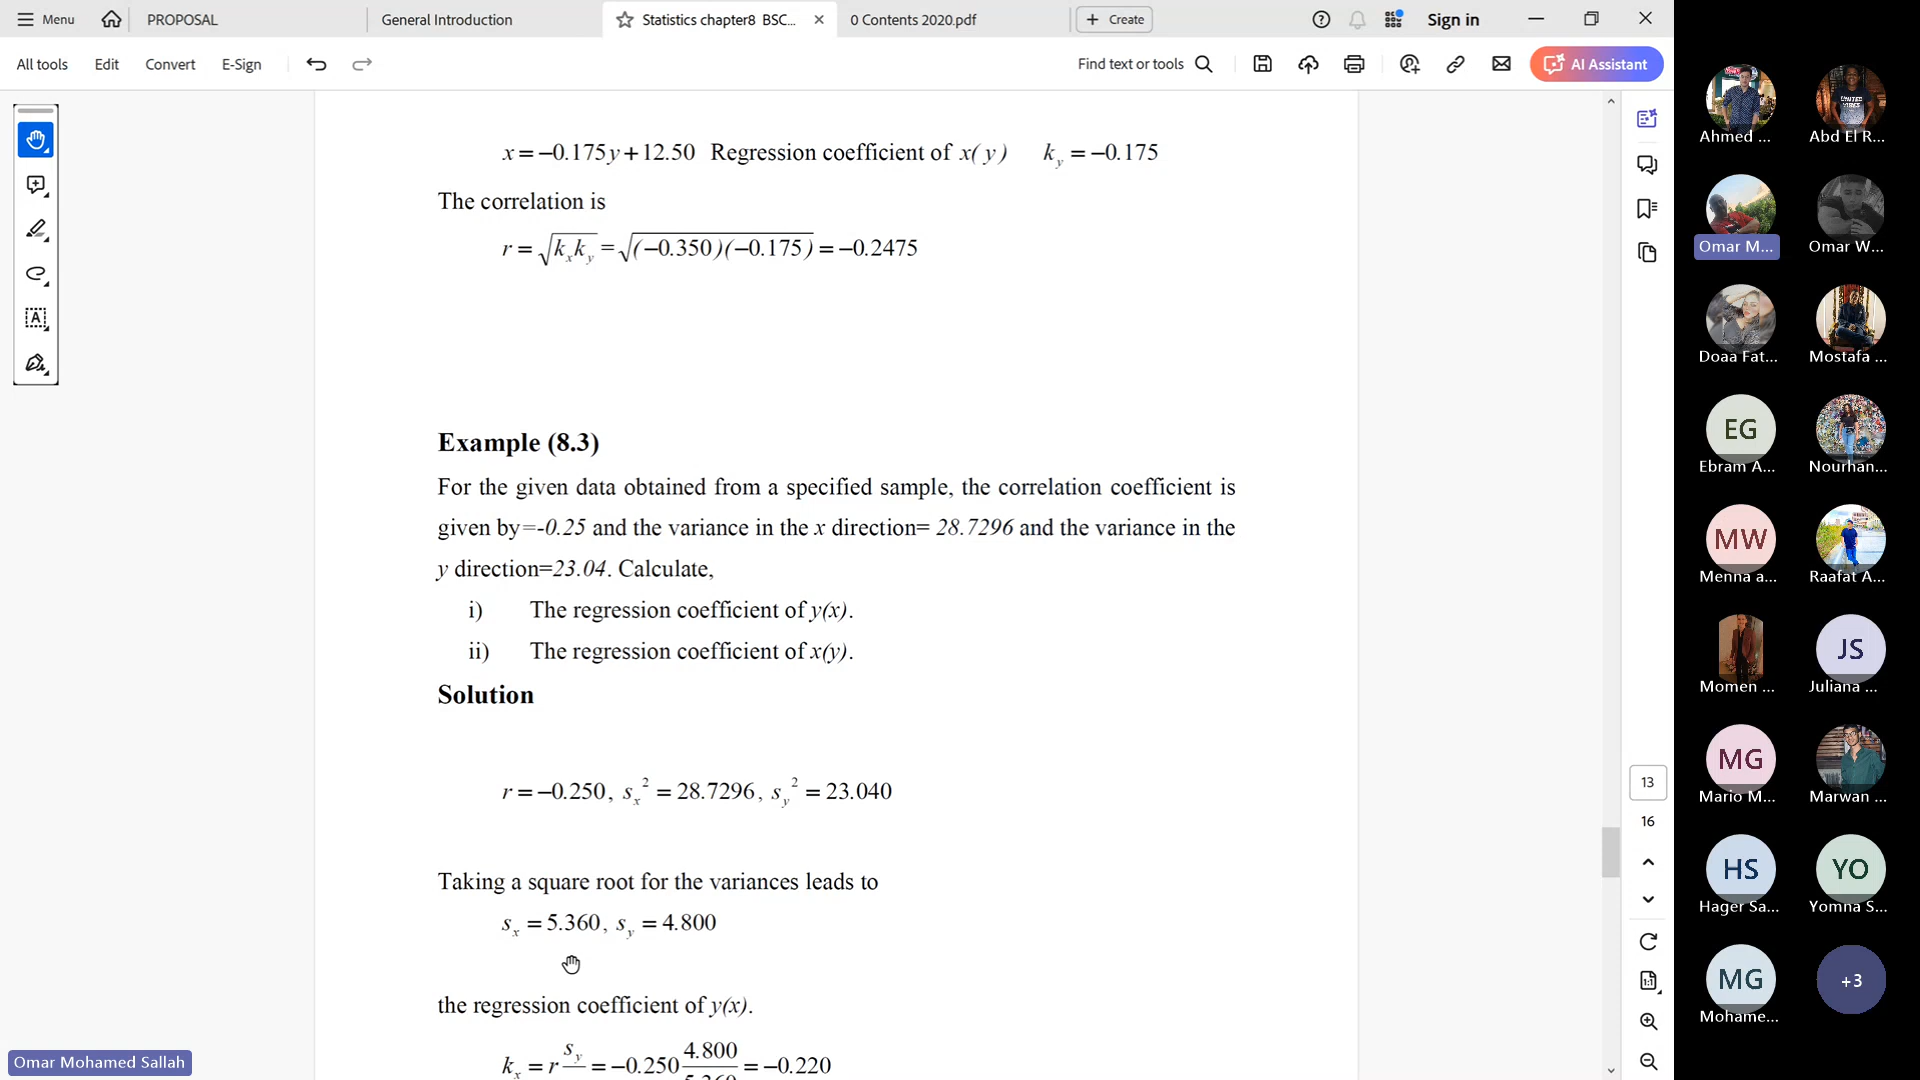 Menu
PROPOSAL
General Introduction
Statistics chapter8 BSC...
0 Contents 2020.pdf
Create
Sign in
All tools
Edit
Convert
E-Sign
Find text or tools
AI Assistant
x = −0.175y + 12.50 Regression coefficient of x(y) k_y = −0.175
The correlation is
r = √(k_x k_y) = √((−0.350)(−0.175)) = −0.2475
Example (8.3)
For the given data obtained from a specified sample, the correlation coefficient is
given by=-0.25 and the variance in the x direction= 28.7296 and the variance in the
y direction=23.04. Calculate,
i) The regression coefficient of y(x).
ii) The regression coefficient of x(y).
Solution
r = −0.250, s_x² = 28.7296, s_y² = 23.040
Taking a square root for the variances leads to
s_x = 5.360, s_y = 4.800
the regression coefficient of y(x).
k_x = r s_y = −0.250 4.800 / 5.360 = −0.220
13
16
Omar Mohamed Sallah
Ahmed ...
Abd El R...
UNITED VIBES
Omar M...
Omar W...
Doaa Fat...
Mostafa ...
EG
Ebram A...
Nourhan...
MW
Menna a...
Raafat A...
Momen ...
JS
Juliana ...
MG
Mario M...
Marwan ...
HS
Hager Sa...
YO
Yomna S...
MG
Mohame...
+3